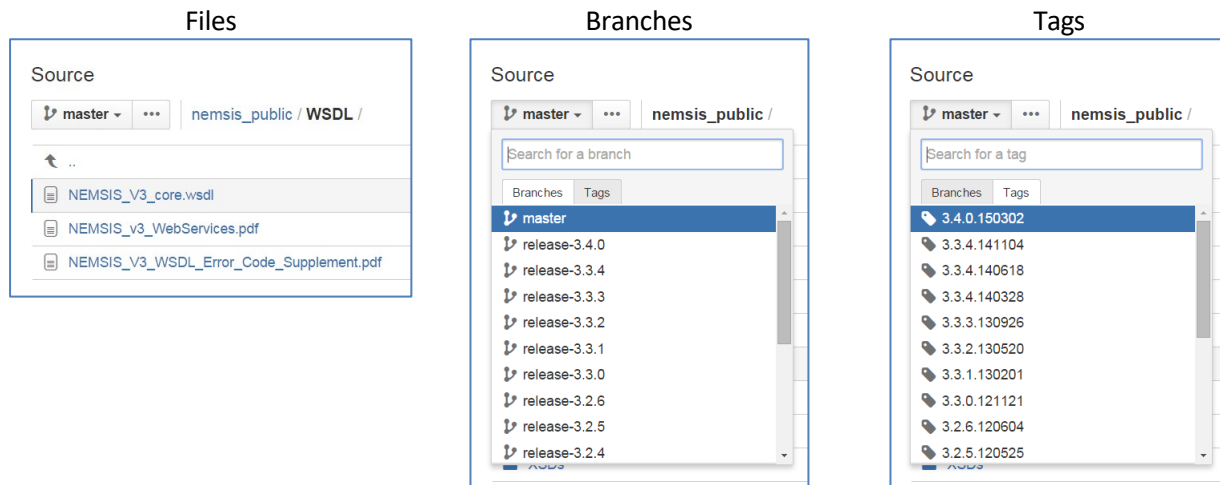 Files
Source
master ••• nemsis_public / WSDL /
..
NEMSIS_V3_core.wsdl
NEMSIS_v3_WebServices.pdf
NEMSIS_V3_WSDL_Error_Code_Supplement.pdf
Branches
Source
master ••• nemsis_public /
Search for a branch
Branches Tags
master
release-3.4.0
release-3.3.4
release-3.3.3
release-3.3.2
release-3.3.1
release-3.3.0
release-3.2.6
release-3.2.5
release-3.2.4
XSDs
Tags
Source
master ••• nemsis_public /
Search for a tag
Branches Tags
3.4.0.150302
3.3.4.141104
3.3.4.140618
3.3.4.140328
3.3.3.130926
3.3.2.130520
3.3.1.130201
3.3.0.121121
3.2.6.120604
3.2.5.120525
XSDs